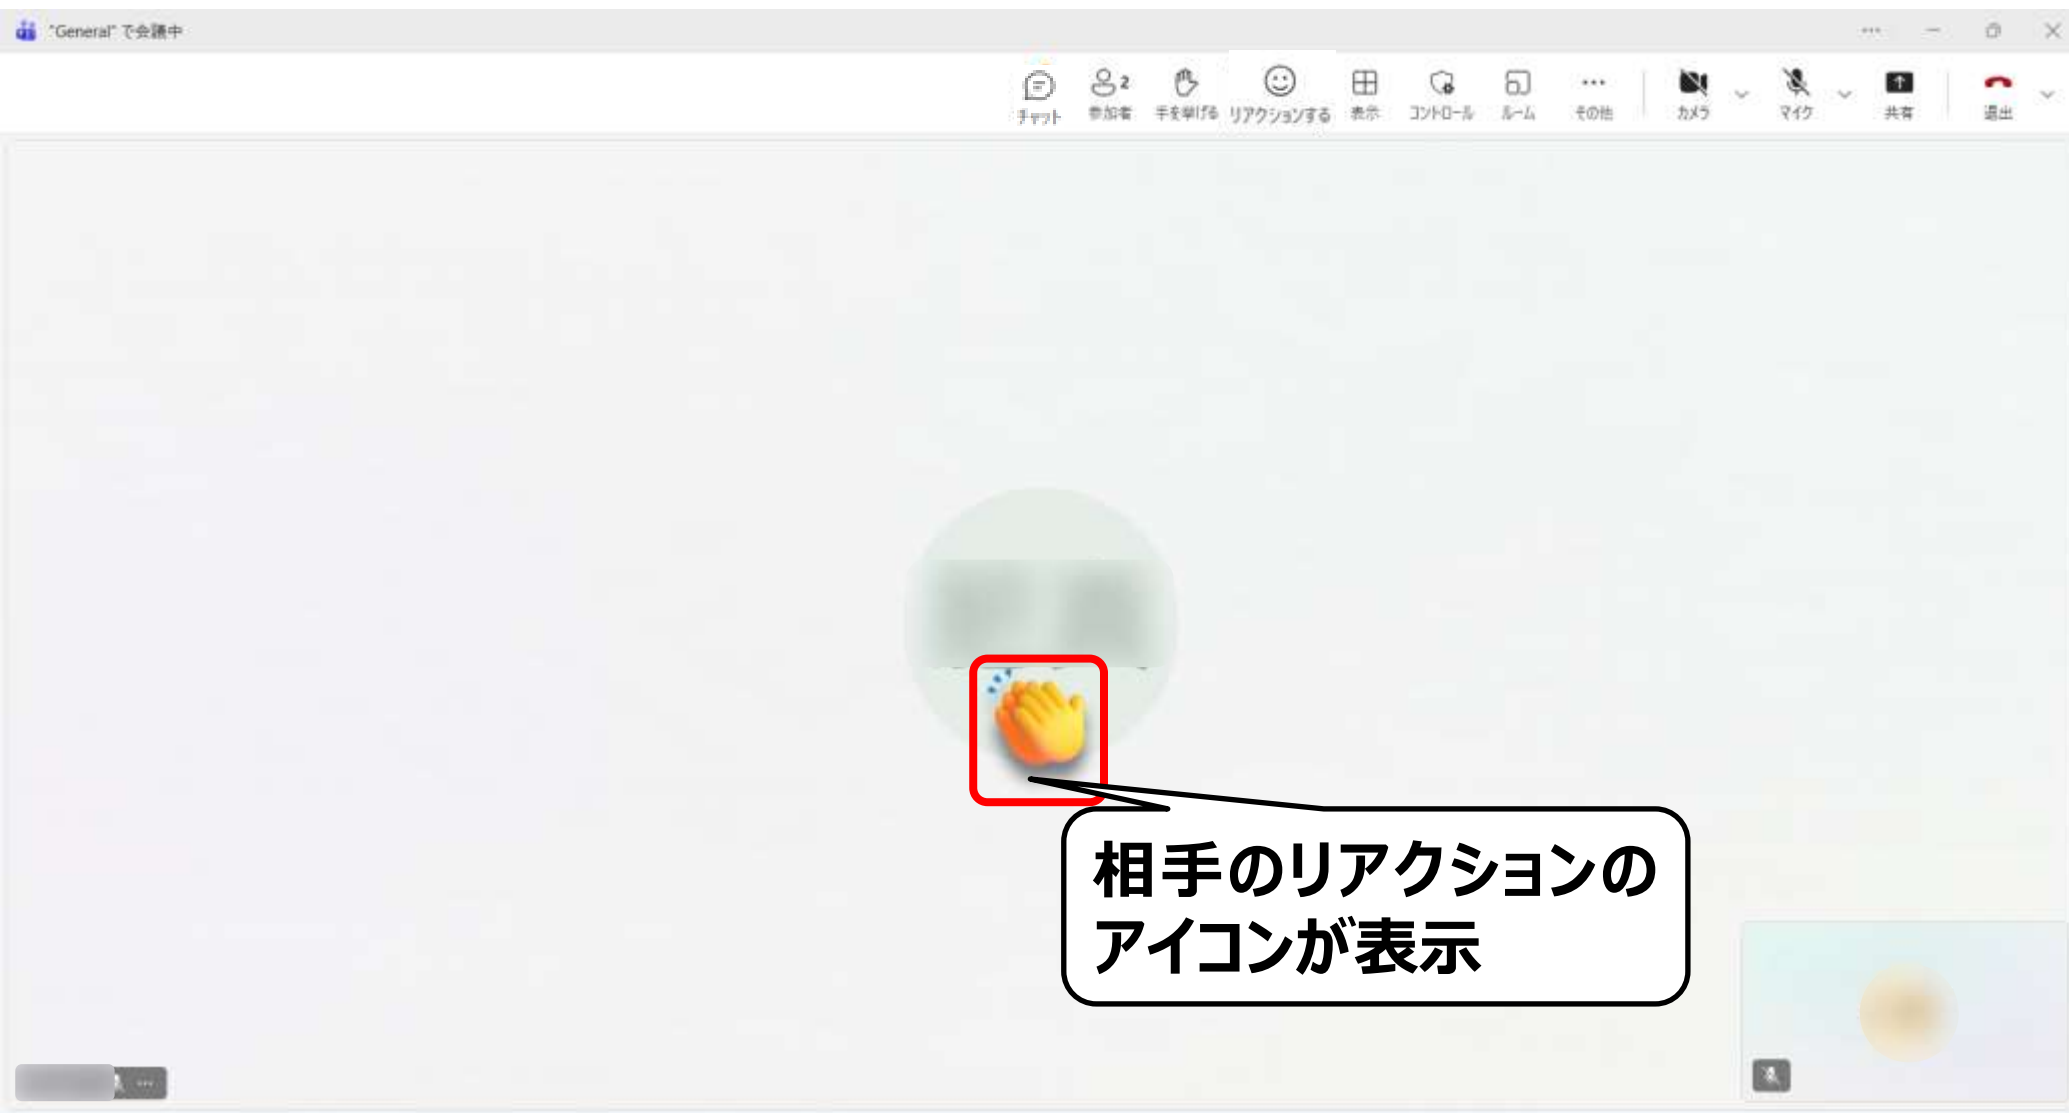 "General" で会議中
チャット
2
参加者
手を挙げる
リアクションする
表示
コントロール
ルーム
その他
カメラ
マイク
共有
退出
相手のリアクションの
アイコンが表示